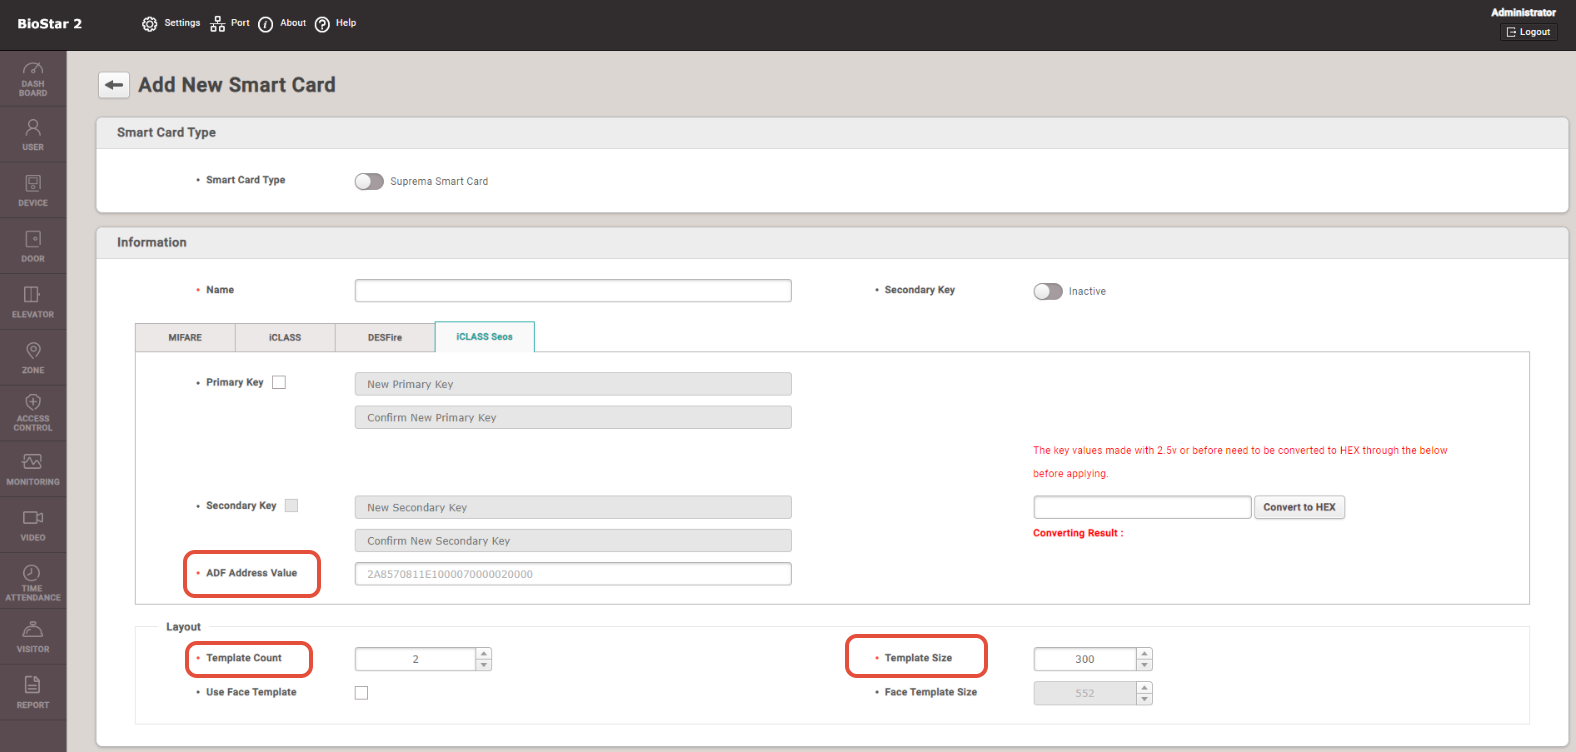 BioStar 2
Settings
Port
About
Help
Administrator
Logout
DASH
BOARD
USER
DEVICE
DOOR
ELEVATOR
ZONE
ACCESS
CONTROL
MONITORING
VIDEO
TIME
ATTENDANCE
VISITOR
REPORT
Add New Smart Card
Smart Card Type
• Smart Card Type
Suprema Smart Card
Information
• Name
• Secondary Key
Inactive
MIFARE
iCLASS
DESFire
iCLASS Seos
• Primary Key
New Primary Key
Confirm New Primary Key
The key values made with 2.5v or before need to be converted to HEX through the below
before applying.
• Secondary Key
New Secondary Key
Convert to HEX
Confirm New Secondary Key
Converting Result :
• ADF Address Value
2A8570811E1000070000020000
Layout
• Template Count
2
• Template Size
300
• Use Face Template
• Face Template Size
552